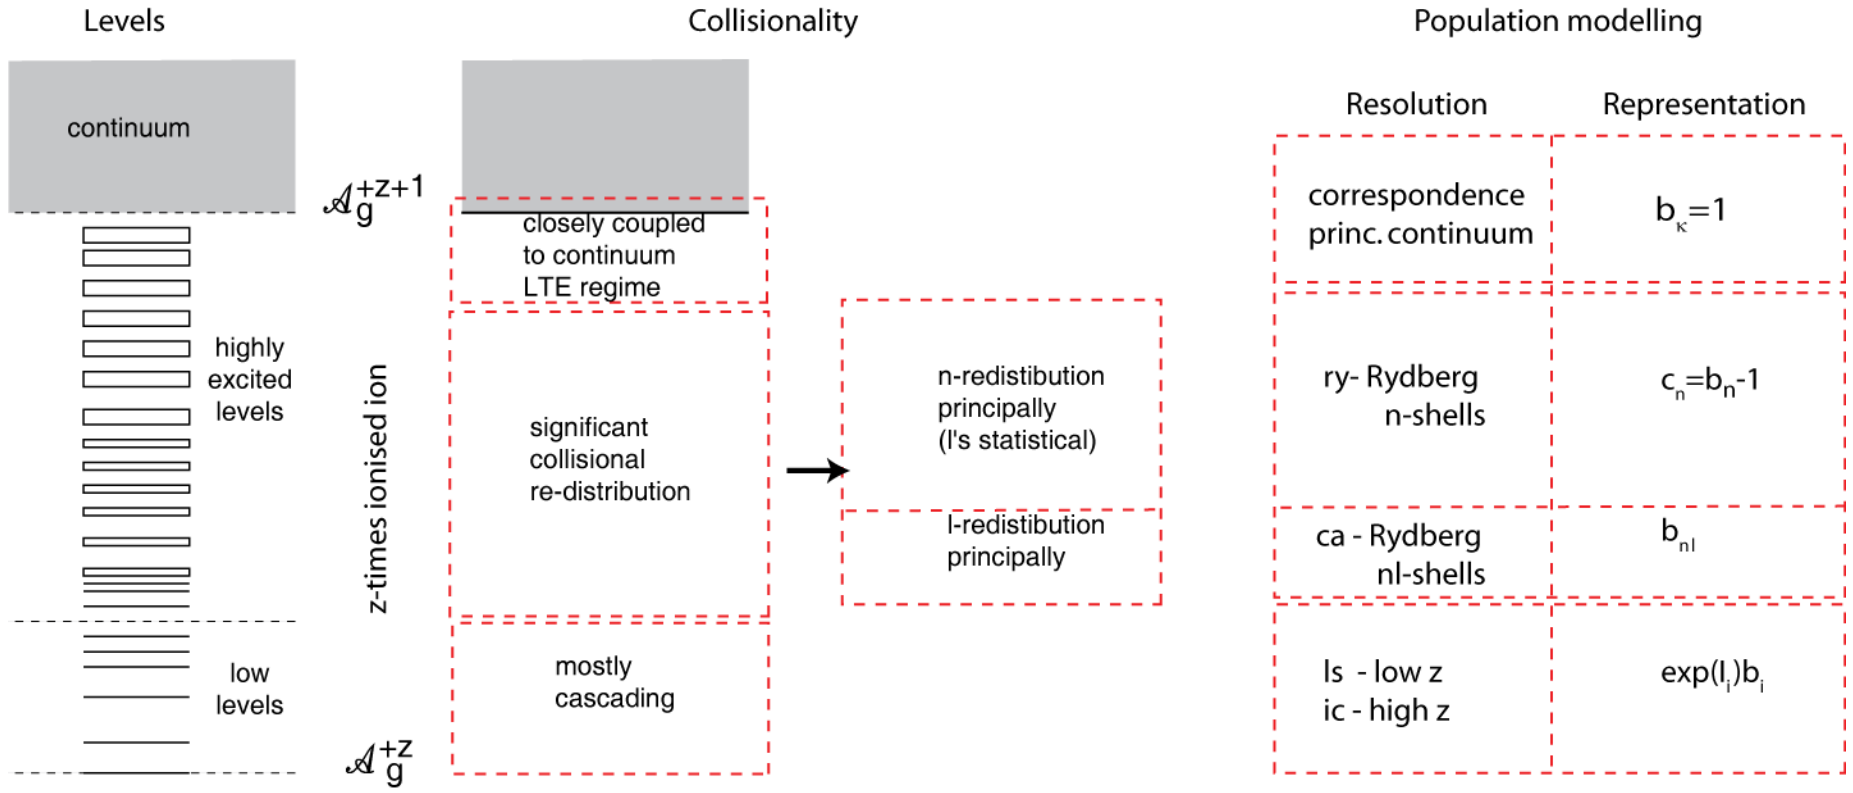 Levels
Collisionality
Population modelling
Resolution
Representation
continuum
𝒜g+z+1
closely coupled
to continuum
LTE regime
correspondence
princ. continuum
bκ=1
highly
excited
levels
z-times ionised ion
significant
collisional
re-distribution
n-redistibution
principally
(l's statistical)
l-redistibution
principally
ry- Rydberg
n-shells
cn=bn-1
ca - Rydberg
nl-shells
bnl
low
levels
mostly
cascading
ls - low z
ic - high z
exp(Ii)bi
𝒜g+z